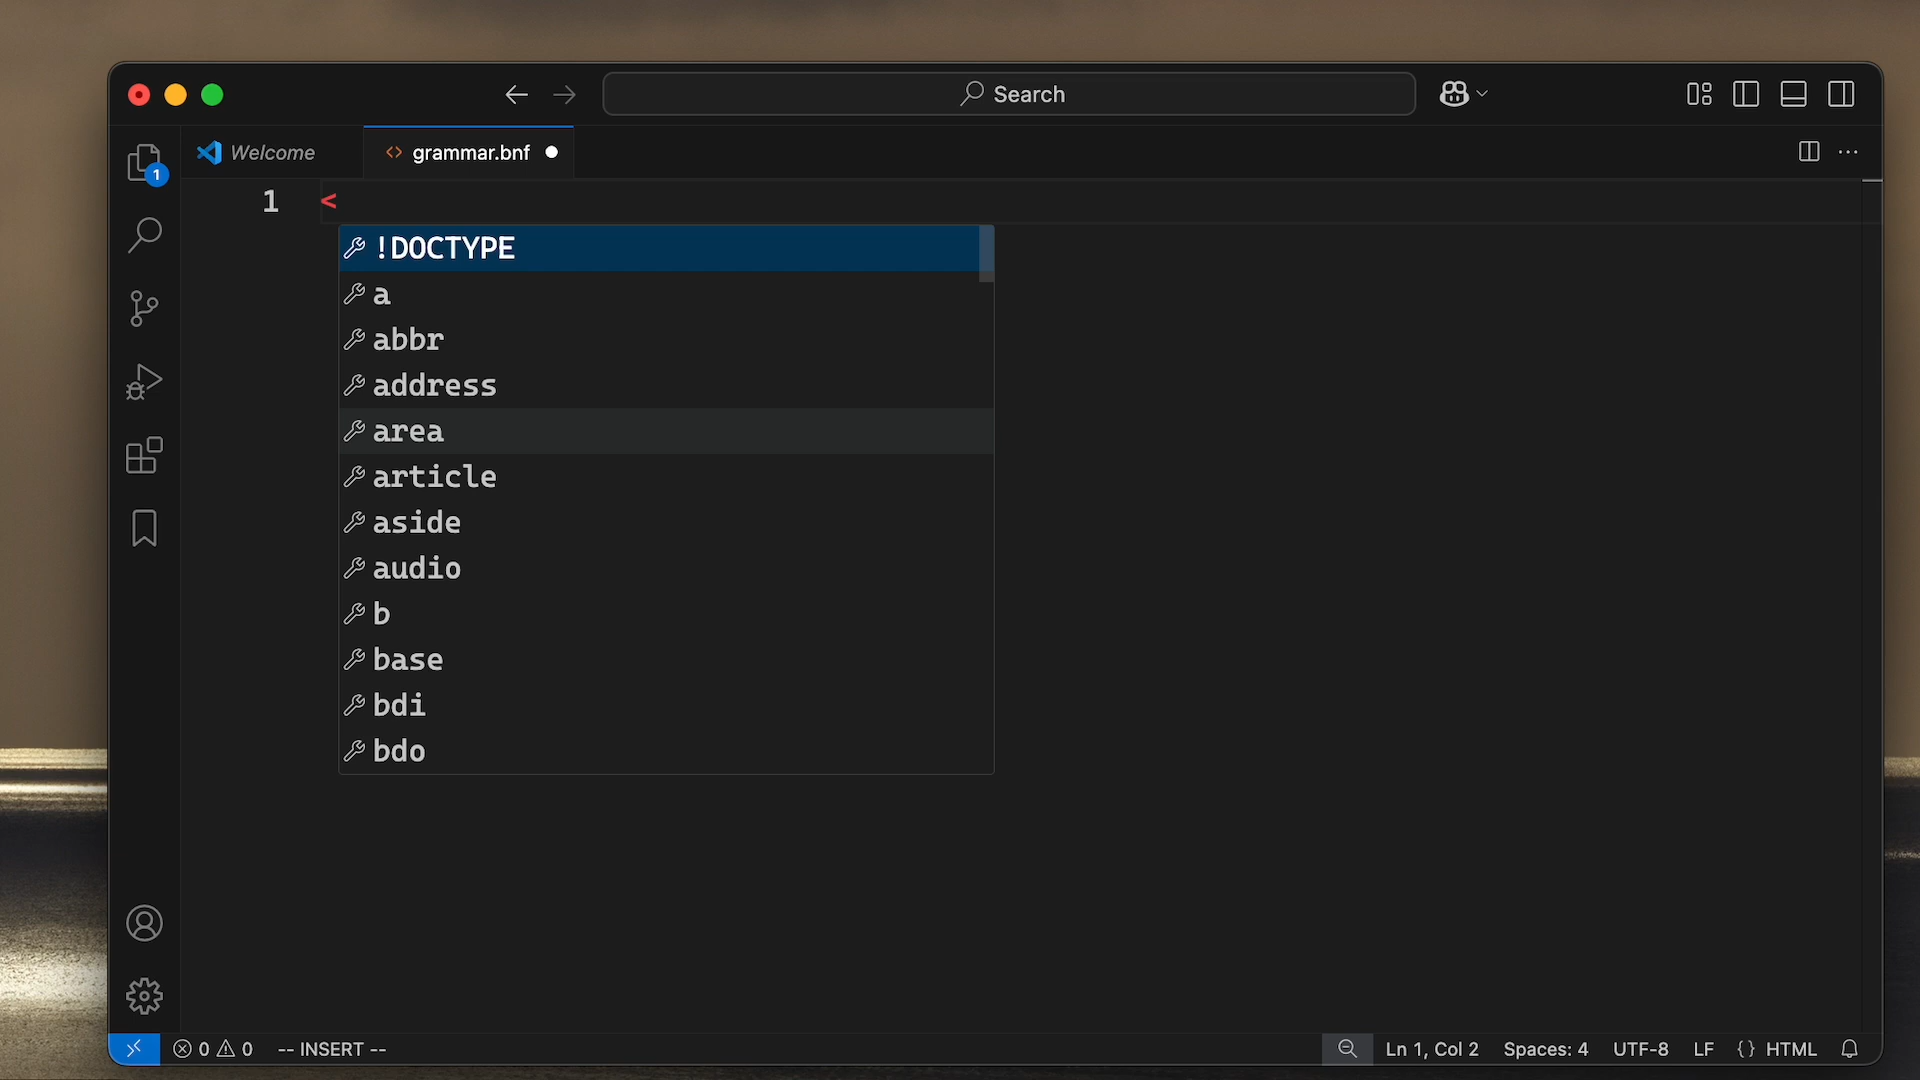 Search
Welcome
grammar.bnf
1
1 <
!DOCTYPE
a
abbr
address
area
article
aside
audio
b
base
bdi
bdo
0 0 -- INSERT -- Ln 1, Col 2 Spaces: 4 UTF-8 LF {} HTML